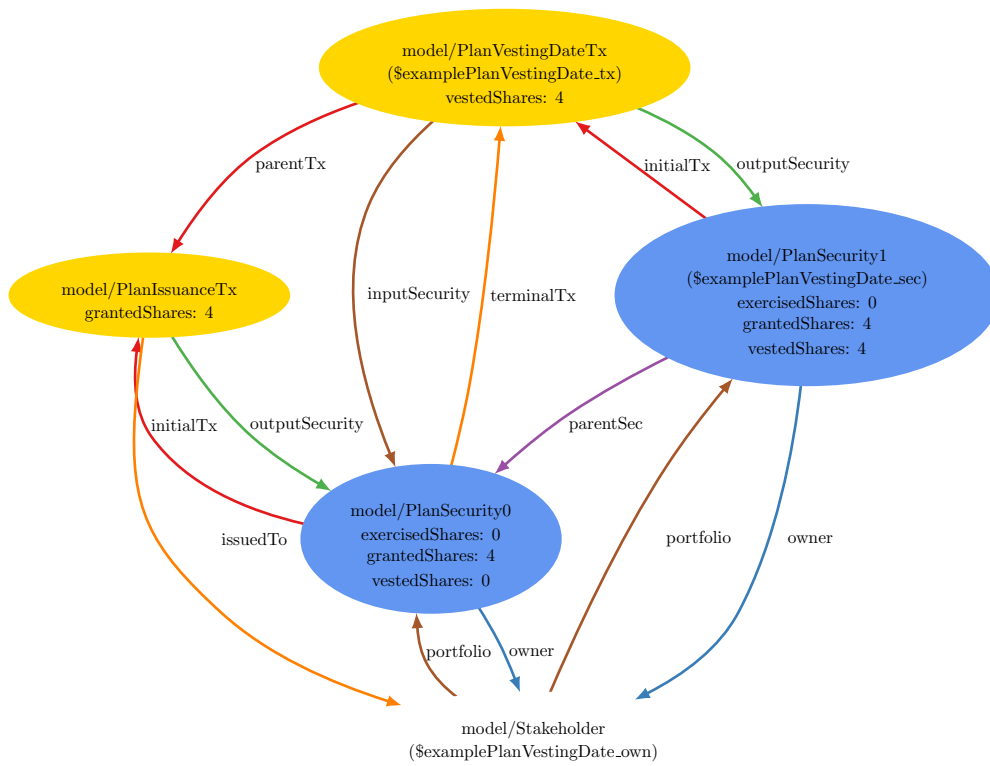 model/PlanVestingDateTx
($examplePlanVestingDate_tx)
vestedShares: 4
parentTx
initialTx
outputSecurity
model/PlanSecurity1
($examplePlanVestingDate_sec)
exercisedShares: 0
grantedShares: 4
vestedShares: 4
model/PlanIssuanceTx
grantedShares: 4
inputSecurity
terminalTx
initialTx
outputSecurity
parentSec
model/PlanSecurity0
exercisedShares: 0
grantedShares: 4
vestedShares: 0
issuedTo
portfolio
owner
portfolio
owner
model/Stakeholder
($examplePlanVestingDate_own)